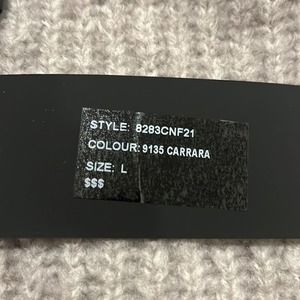 STYLE: 8283CNF21
COLOUR: 9135 CARRARA
SIZE: L
$$$